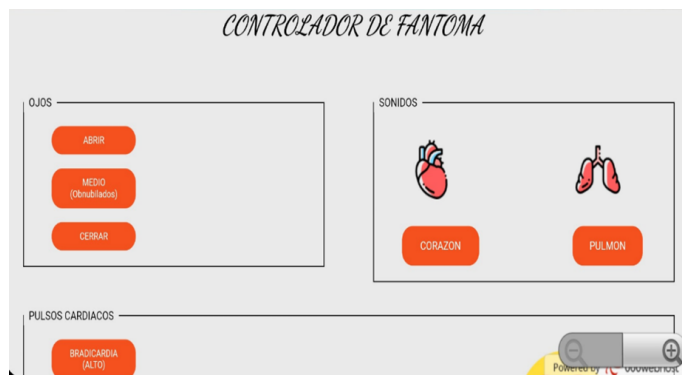 CONTROLADOR DE FANTOMA
OJOS
SONIDOS
ABRIR
MEDIO
(Obnubilados)
CERRAR
CORAZON
PULMON
PULSOS CARDIACOS
BRADICARDIA
(ALTO)
Powered by